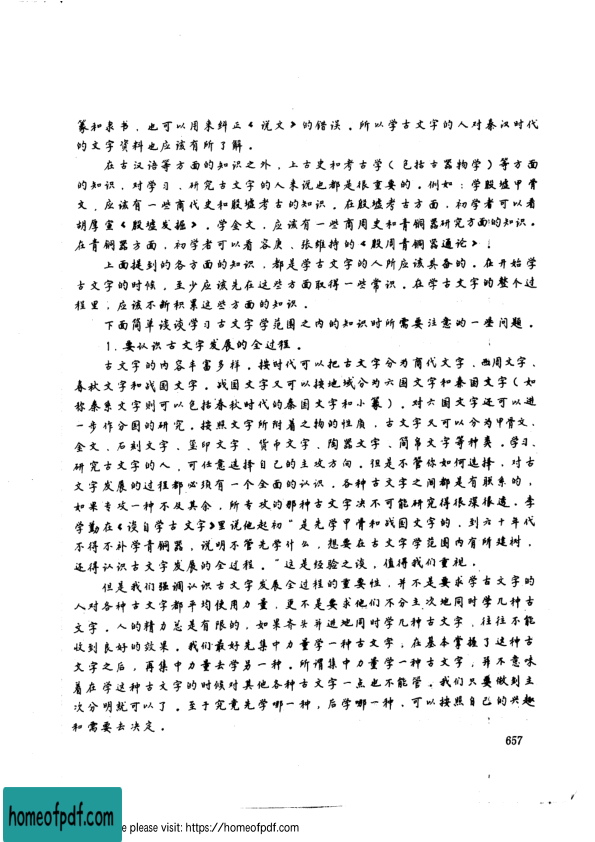 篆和隶书，也可以用来纠正《说文》的错误。所以学古文字的人对秦汉时代
的文字资料也应该有所了解。
在古汉语等方面的知识之外，上古史和考古学（包括古器物学）等方面
的知识，对学习、研究古文字的人来说也都是很重要的。例如：学殷墟甲骨
文，应该有一些商代史和殷墟考古的知识。在殷墟考古方面，初学者可以看
胡厚宣《殷墟发掘》。学金文，应该有一些商周史和青铜器研究方面的知识。
在青铜器方面，初学者可以看容庚、张维持的《殷周青铜器通论》；
上面提到的各方面的知识，都是学古文字的人所应该具备的。在开始学
古文字的时候，至少应该先在这些方面取得一些常识。在学古文字的整个过
程里，应该不断积累这些方面的知识。
下面简单谈谈学习古文字学范围之内的知识时所需要注意的一些问题。
1.要认识古文字发展的全过程。
古文字的内容丰富多样。按时代可以把古文字分为商代文字、西周文字、
春秋文字和战国文字。战国文字又可以按地域分为六国文字和秦国文字（如
称秦系文字则可以包括春秋时代的秦国文字和小篆）。对六国文字还可以进
一步作分国的研究。按照文字所附着之物的性质，古文字又可以分为甲骨文、
金文、石刻文字、玺印文字、货币文字、陶器文字、简帛文字等种类。学习、
研究古文字的人，可任意选择自己的主攻方向。但是不管你如何选择，对古
文字发展的过程都必须有一个全面的认识。各种古文字之间都是有联系的，
如果专攻一种不及其余，所专攻的那种古文字决不可能研究得很深很透。李
学勤在《谈自学古文字》里说他起初“是先学甲骨和战国文字的，到六十年代
不得不补学青铜器，说明不管先学什么，想要在古文字学范围内有所建树，
还得认识古文字发展的全过程。”这是经验之谈，值得我们重视。
但是我们强调认识古文字发展全过程的重要性，并不是要求学古文字的
人对各种古文字都平均使用力量，更不是要求他们不分主次地同时学几种古
文字。人的精力总是有限的，如果齐头并进地同时学几种古文字，往往不能
收到良好的效果。我们最好先集中力量学一种古文字，在基本掌握了这种古
文字之后，再集中力量去学另一种。所谓集中力量学一种古文字，并不意味
着在学这种古文字的时候对其他各种古文字一点也不能管。我们只要做到主
次分明就可以了。至于究竟先学哪一种，后学哪一种，可以按照自己的兴趣
和需要去决定。
657
homeofpdf.com
e please visit: https://homeofpdf.com